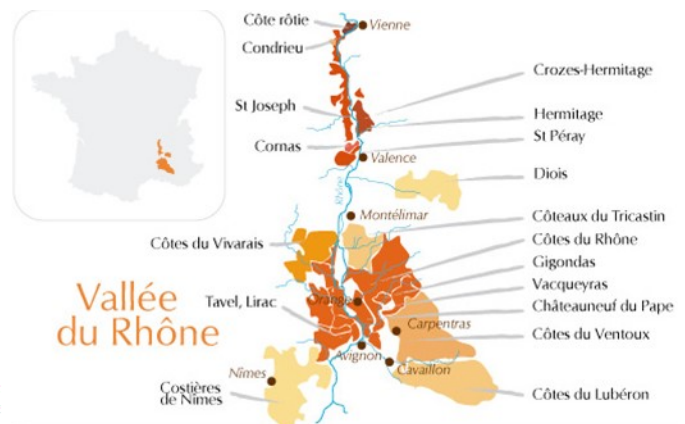 Côte rôtie
Vienne
Condrieu
Crozes-Hermitage
St Joseph
Hermitage
St Péray
Cornas
Valence
Diois
Rhône
Montélimar
Côteaux du Tricastin
Côtes du Vivarais
Côtes du Rhône
Gigondas
Vallée
du Rhône
Tavel, Lirac
Orange
Vacqueyras
Châteauneuf du Pape
Carpentras
Côtes du Ventoux
Avignon
Cavaillon
Nîmes
Costières
de Nîmes
Côtes du Lubéron